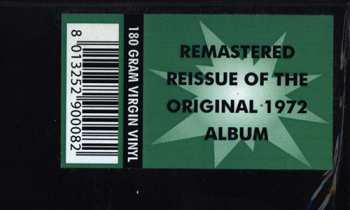 8 013252 900082
180 GRAM VIRGIN VINYL
REMASTERED
REISSUE OF THE
ORIGINAL 1972
ALBUM